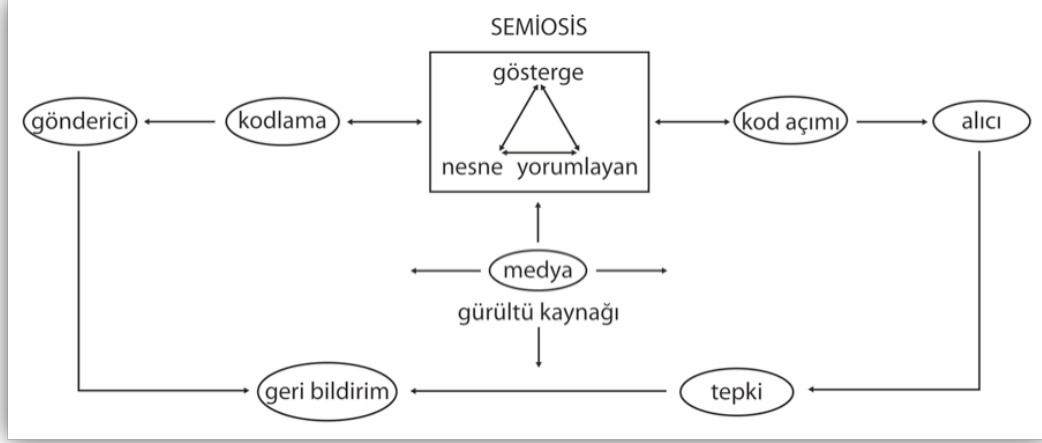 SEMİOSİS
gösterge
gönderici
kodlama
kod açımı
alıcı
nesne yorumlayan
medya
gürültü kaynağı
geri bildirim
tepki